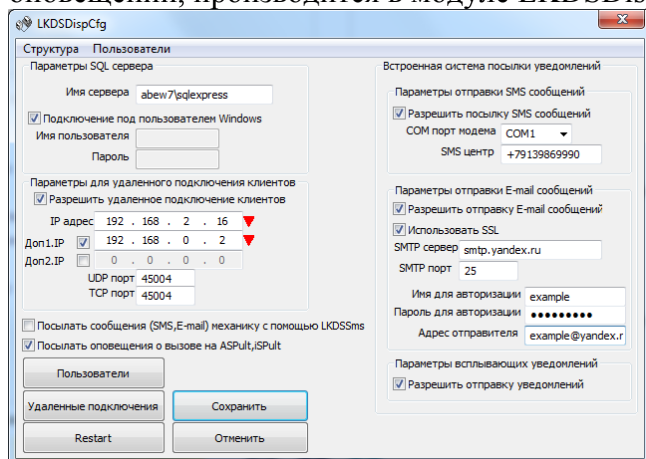 оповещений, производится в модуле LKDSDis
LKDSDispCfg
Структура Пользователи
Параметры SQL сервера
Имя сервера abew7\sqlexpress
Подключение под пользователем Windows
Имя пользователя
Пароль
Параметры для удаленного подключения клиентов
Разрешить удаленное подключение клиентов
IP адрес 192 . 168 . 2 . 16
Доп1.IP 192 . 168 . 0 . 2
Доп2.IP 0 . 0 . 0 . 0
UDP порт 45004
TCP порт 45004
Посылать сообщения (SMS,E-mail) механику с помощью LKDSSms
Посылать оповещения о вызове на ASPult,iSPult
Пользователи
Удаленные подключения Сохранить
Restart Отменить
Встроенная система посылки уведомлений
Параметры отправки SMS сообщений
Разрешить посылку SMS сообщений
COM порт модема COM1
SMS центр +79139869990
Параметры отправки E-mail сообщений
Разрешить отправку E-mail сообщений
Использовать SSL
SMTP сервер smtp.yandex.ru
SMTP порт 25
Имя для авторизации example
Пароль для авторизации •••••••••
Адрес отправителя example@yandex.r
Параметры всплывающих уведомлений
Разрешить отправку уведомлений